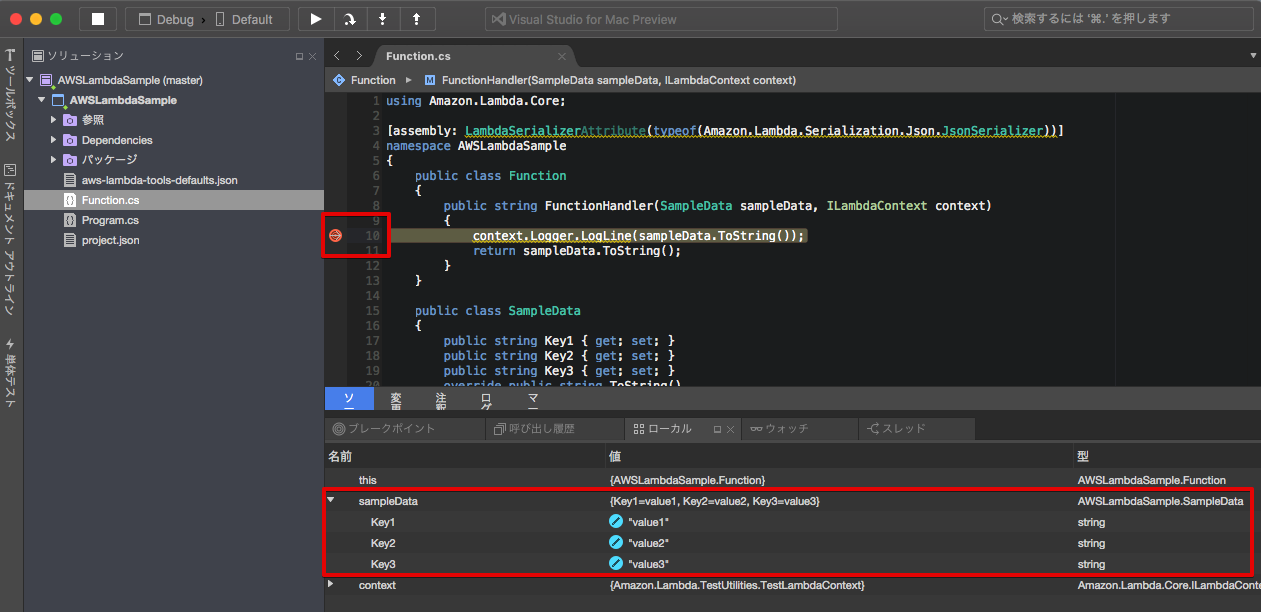 Debug › Default
Visual Studio for Mac Preview
検索するには '⌘.' を押します
ツールボックス
ドキュメント アウトライン
単体テスト
ソリューション
AWSLambdaSample (master)
AWSLambdaSample
参照
Dependencies
パッケージ
aws-lambda-tools-defaults.json
Function.cs
Program.cs
project.json
Function.cs
Function ▸ M FunctionHandler(SampleData sampleData, ILambdaContext context)
1 using Amazon.Lambda.Core;
2
3 [assembly: LambdaSerializerAttribute(typeof(Amazon.Lambda.Serialization.Json.JsonSerializer))]
4 namespace AWSLambdaSample
5 {
6 public class Function
7 {
8 public string FunctionHandler(SampleData sampleData, ILambdaContext context)
9 {
10 context.Logger.LogLine(sampleData.ToString());
11 return sampleData.ToString();
12 }
13 }
14
15 public class SampleData
16 {
17 public string Key1 { get; set; }
18 public string Key2 { get; set; }
19 public string Key3 { get; set; }
20 override public string ToString()
ソー 変更 注釈 ログ マー
ブレークポイント 呼び出し履歴 ローカル ウォッチ スレッド
名前 値 型
this {AWSLambdaSample.Function} AWSLambdaSample.Function
sampleData {Key1=value1, Key2=value2, Key3=value3} AWSLambdaSample.SampleData
Key1 "value1" string
Key2 "value2" string
Key3 "value3" string
context {Amazon.Lambda.TestUtilities.TestLambdaContext} Amazon.Lambda.Core.ILambdaConte